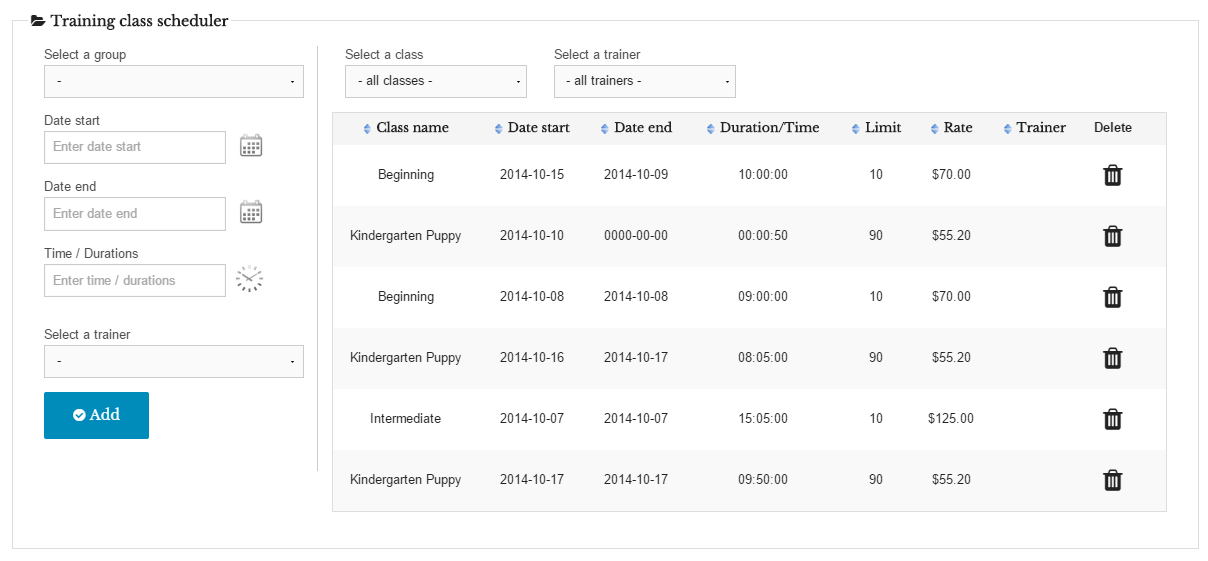 Training class scheduler
Select a group
-
Date start
Enter date start
Date end
Enter date end
Time / Durations
Enter time / durations
Select a trainer
-
Add
Select a class Select a trainer
- all classes - - all trainers -
Class name Date start Date end Duration/Time Limit Rate Trainer Delete
Beginning 2014-10-15 2014-10-09 10:00:00 10 $70.00
Kindergarten Puppy 2014-10-10 0000-00-00 00:00:50 90 $55.20
Beginning 2014-10-08 2014-10-08 09:00:00 10 $70.00
Kindergarten Puppy 2014-10-16 2014-10-17 08:05:00 90 $55.20
Intermediate 2014-10-07 2014-10-07 15:05:00 10 $125.00
Kindergarten Puppy 2014-10-17 2014-10-17 09:50:00 90 $55.20